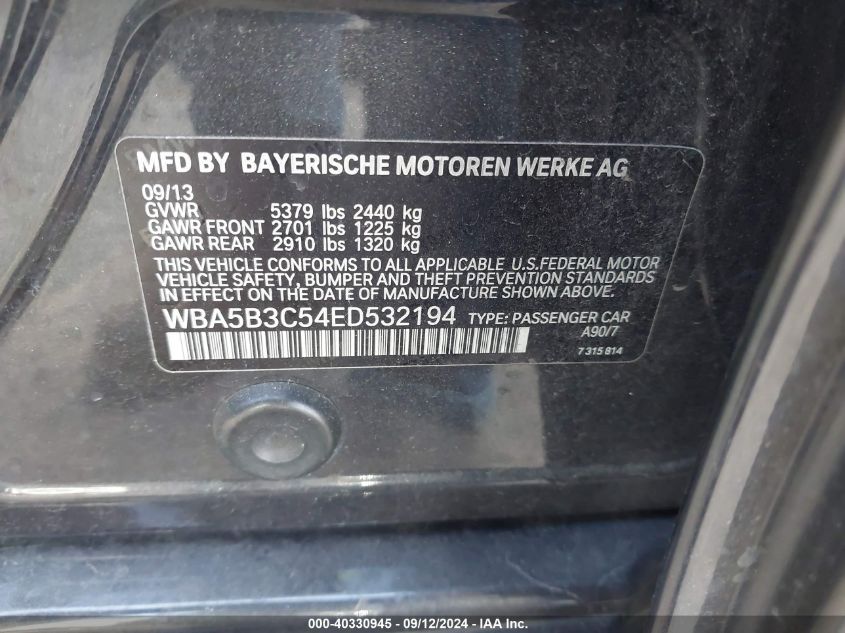 MFD BY BAYERISCHE MOTOREN WERKE AG
09/13
GVWR 5379 lbs 2440 kg
GAWR FRONT 2701 lbs 1225 kg
GAWR REAR 2910 lbs 1320 kg
THIS VEHICLE CONFORMS TO ALL APPLICABLE U.S.FEDERAL MOTOR
VEHICLE SAFETY, BUMPER AND THEFT PREVENTION STANDARDS
IN EFFECT ON THE DATE OF MANUFACTURE SHOWN ABOVE.
WBA5B3C54ED532194 TYPE: PASSENGER CAR
A90/7
7 315 814
000-40330945 - 09/12/2024 - IAA Inc.